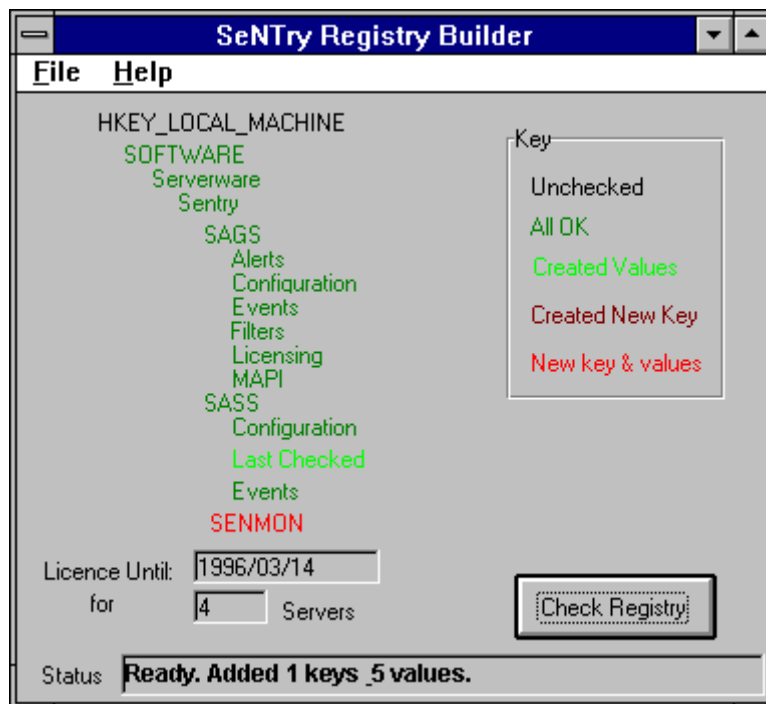 SeNTry Registry Builder
File Help
HKEY_LOCAL_MACHINE
SOFTWARE
Serverware
Sentry
SAGS
Alerts
Configuration
Events
Filters
Licensing
MAPI
SASS
Configuration
Last Checked
Events
SENMON
Key
Unchecked
All OK
Created Values
Created New Key
New key & values
Licence Until: 1996/03/14
for 4 Servers
Check Registry
Status Ready. Added 1 keys ,5 values.